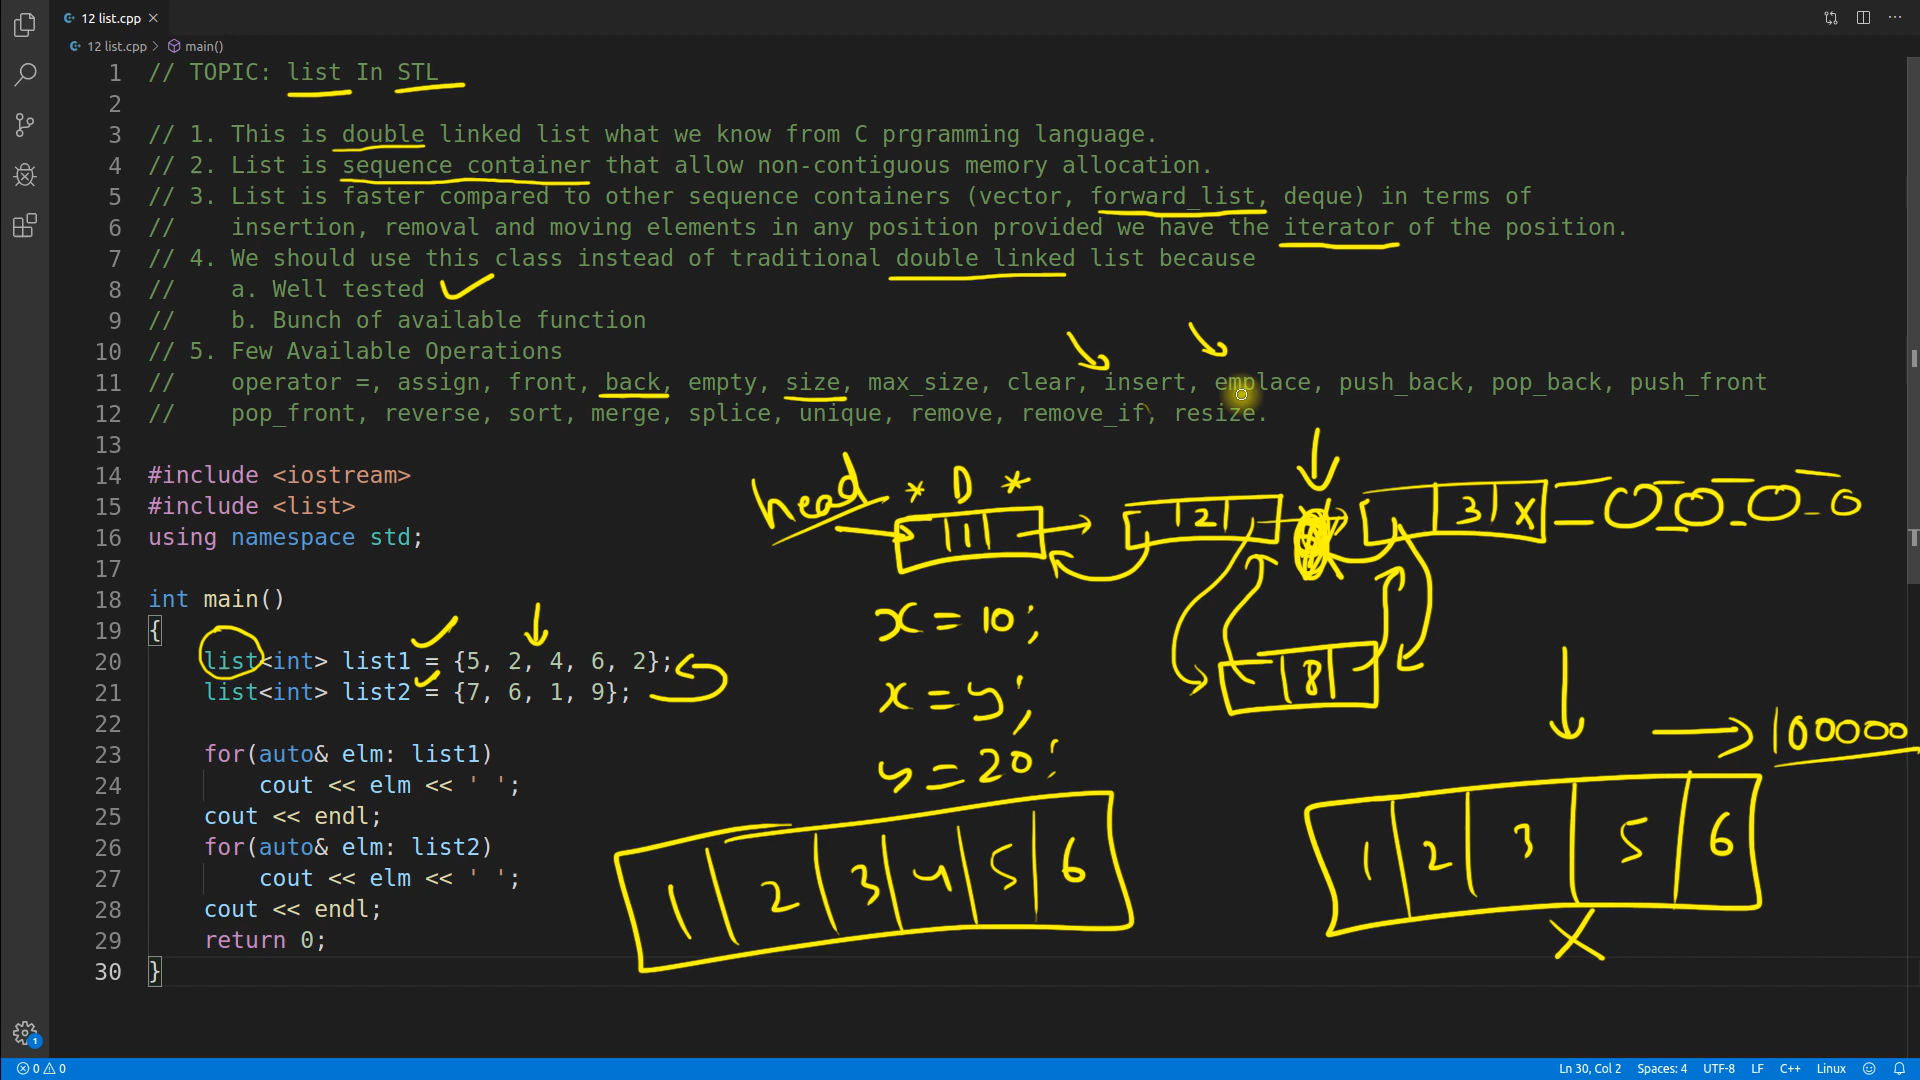 12 list.cpp
12 list.cpp > main()
1 // TOPIC: list In STL
2
3 // 1. This is double linked list what we know from C prgramming language.
4 // 2. List is sequence container that allow non-contiguous memory allocation.
5 // 3. List is faster compared to other sequence containers (vector, forward_list, deque) in terms of
6 //    insertion, removal and moving elements in any position provided we have the iterator of the position.
7 // 4. We should use this class instead of traditional double linked list because
8 //    a. Well tested
9 //    b. Bunch of available function
10 // 5. Few Available Operations
11 //    operator =, assign, front, back, empty, size, max_size, clear, insert, emplace, push_back, pop_back, push_front
12 //    pop_front, reverse, sort, merge, splice, unique, remove, remove_if, resize.
13
14 #include <iostream>
15 #include <list>
16 using namespace std;
17
18 int main()
19 {
20     list<int> list1 = {5, 2, 4, 6, 2};
21     list<int> list2 = {7, 6, 1, 9};
22
23     for(auto& elm: list1)
24         cout << elm << ' ';
25     cout << endl;
26     for(auto& elm: list2)
27         cout << elm << ' ';
28     cout << endl;
29     return 0;
30 }
head * D *
1 2 3 X
8
x = 10;
x = y;
y = 20;
100000
1 2 3 4 5 6
1 2 3 5 6
X
1
0 0
Ln 30, Col 2 Spaces: 4 UTF-8 LF C++ Linux